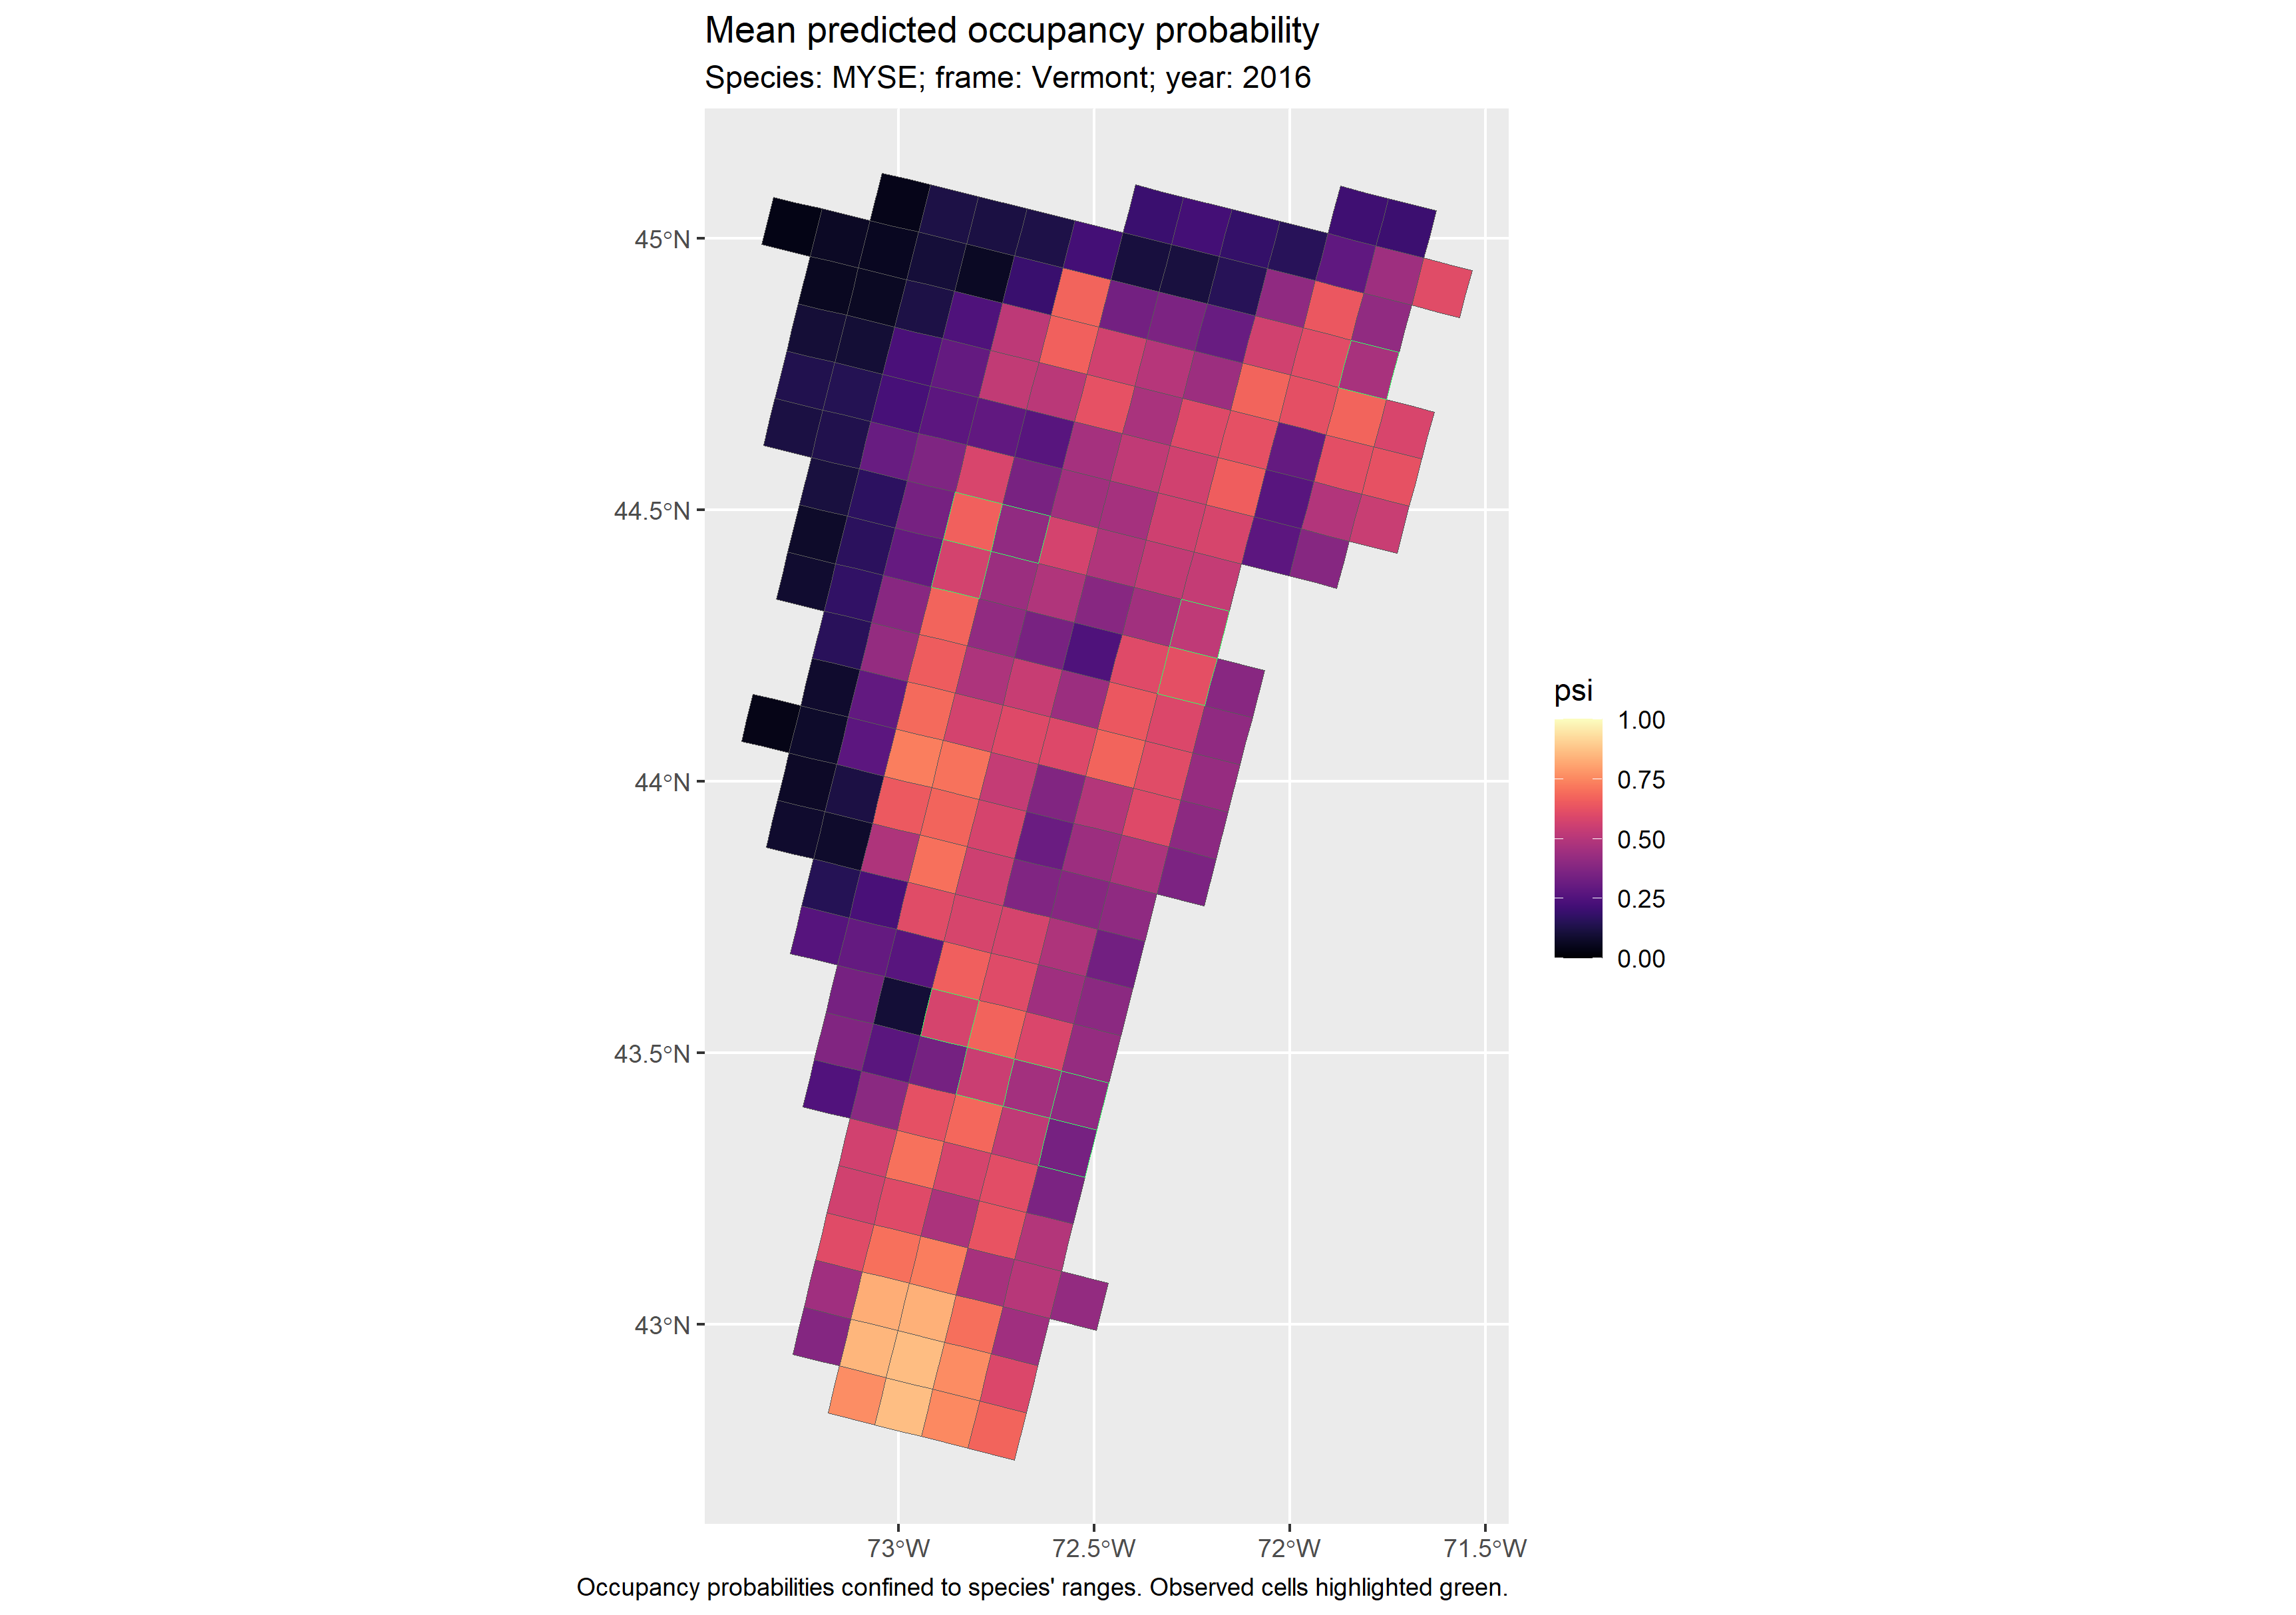 Mean predicted occupancy probability
Species: MYSE; frame: Vermont; year: 2016
45°N
44.5°N
44°N
43.5°N
43°N
73°W
72.5°W
72°W
71.5°W
psi
1.00
0.75
0.50
0.25
0.00
Occupancy probabilities confined to species' ranges. Observed cells highlighted green.